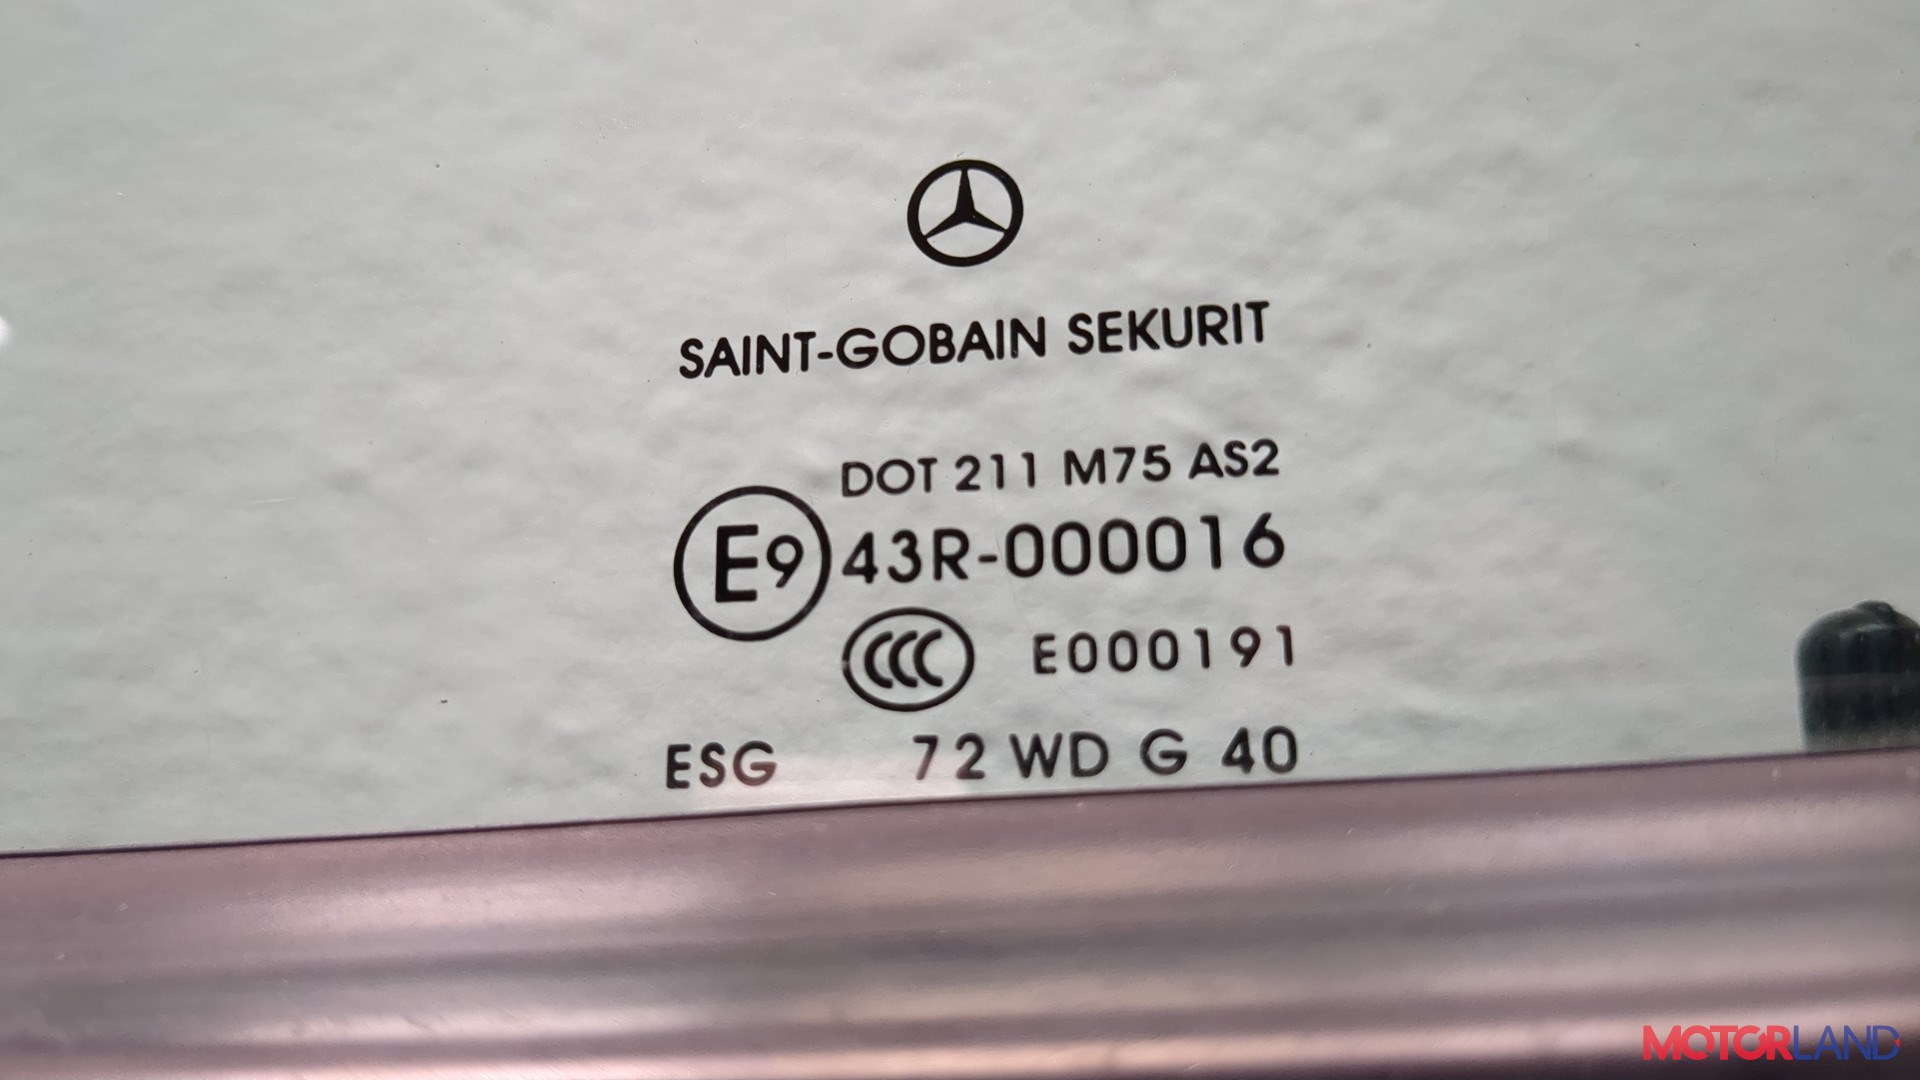 SAINT-GOBAIN SEKURIT
DOT 211 M75 AS2
E9 43R-000016
CCC E000191
ESG 72 WD G 40
MOTORLAND